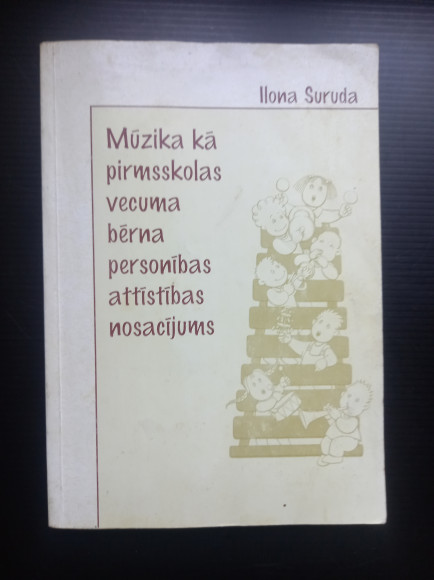 Ilona Suruda
Mūzika kā
pirmsskolas
vecuma
bērna
personības
attīstības
nosacījums